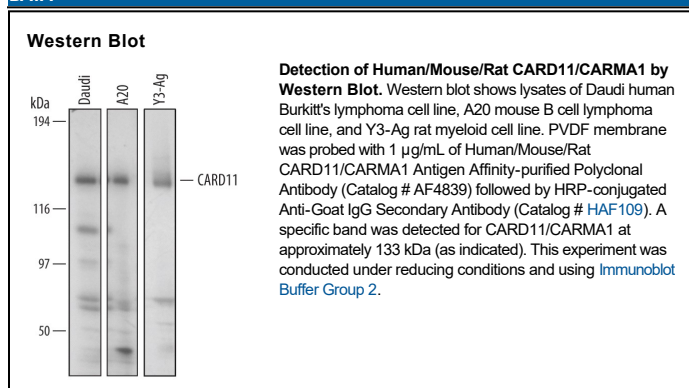 Western Blot
Daudi
A20
Y3-Ag
kDa
194
116
97
50
CARD11
Detection of Human/Mouse/Rat CARD11/CARMA1 by
Western Blot. Western blot shows lysates of Daudi human
Burkitt's lymphoma cell line, A20 mouse B cell lymphoma
cell line, and Y3-Ag rat myeloid cell line. PVDF membrane
was probed with 1 µg/mL of Human/Mouse/Rat
CARD11/CARMA1 Antigen Affinity-purified Polyclonal
Antibody (Catalog # AF4839) followed by HRP-conjugated
Anti-Goat IgG Secondary Antibody (Catalog # HAF109). A
specific band was detected for CARD11/CARMA1 at
approximately 133 kDa (as indicated). This experiment was
conducted under reducing conditions and using Immunoblot
Buffer Group 2.